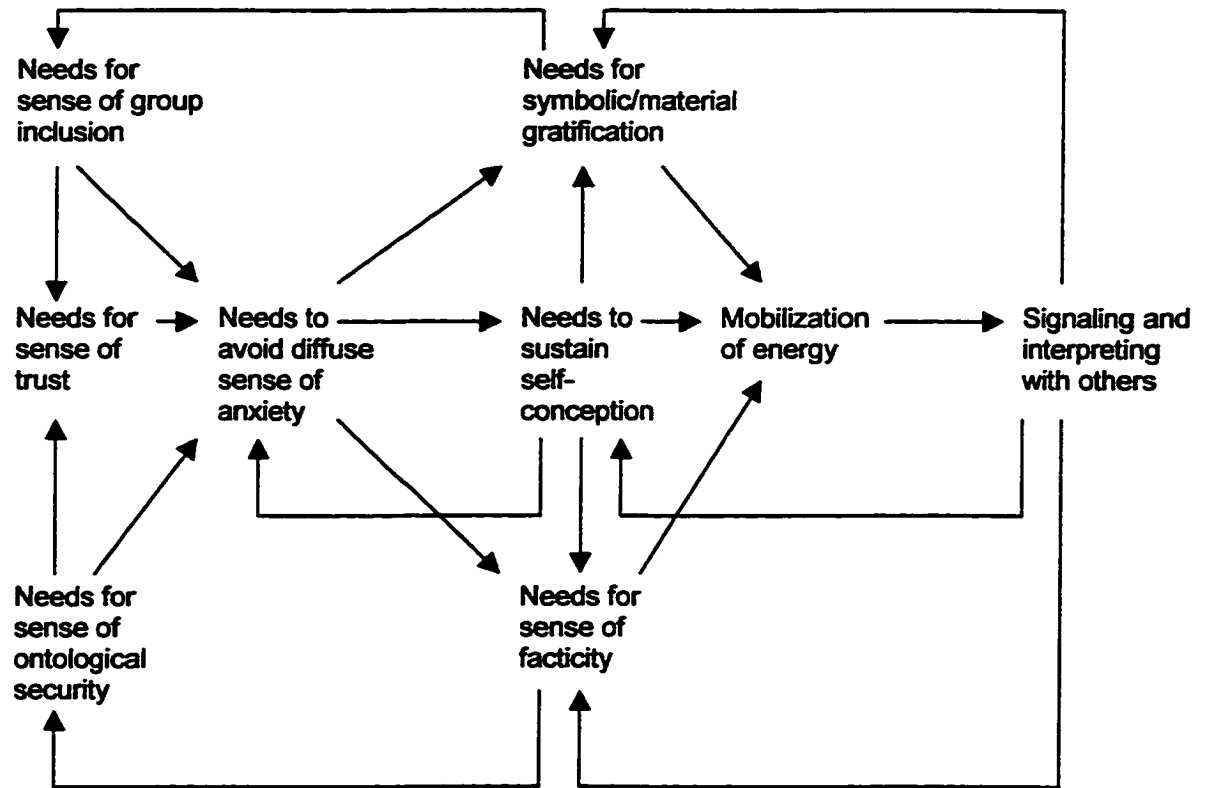 Needs for
sense of group
inclusion
Needs for
symbolic/material
gratification
Needs for
sense of
trust
Needs to
avoid diffuse
sense of
anxiety
Needs to
sustain
self-
conception
Mobilization
of energy
Signaling and
interpreting
with others
Needs for
sense of
ontological
security
Needs for
sense of
facticity